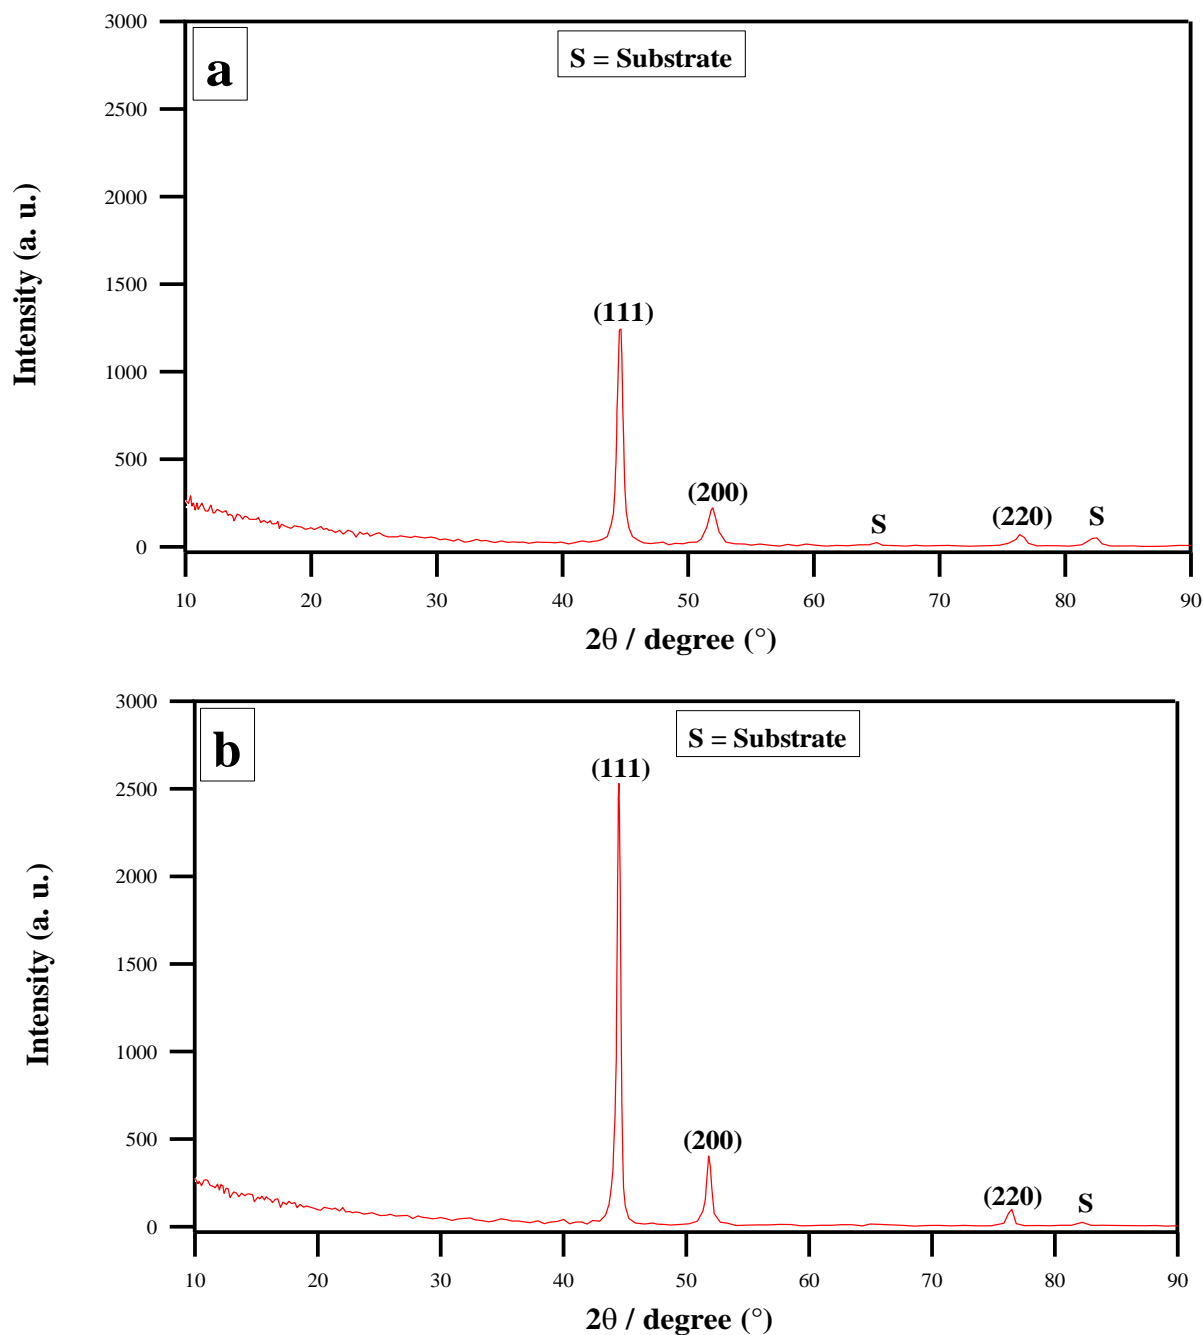 a
S = Substrate
3000
2500
2000
1500
1000
500
0
Intensity (a. u.)
(111)
(200)
S
(220)
S
10 20 30 40 50 60 70 80 90
2θ / degree (°)
b
S = Substrate
3000
2500
2000
1500
1000
500
0
Intensity (a. u.)
(111)
(200)
(220)
S
10 20 30 40 50 60 70 80 90
2θ / degree (°)